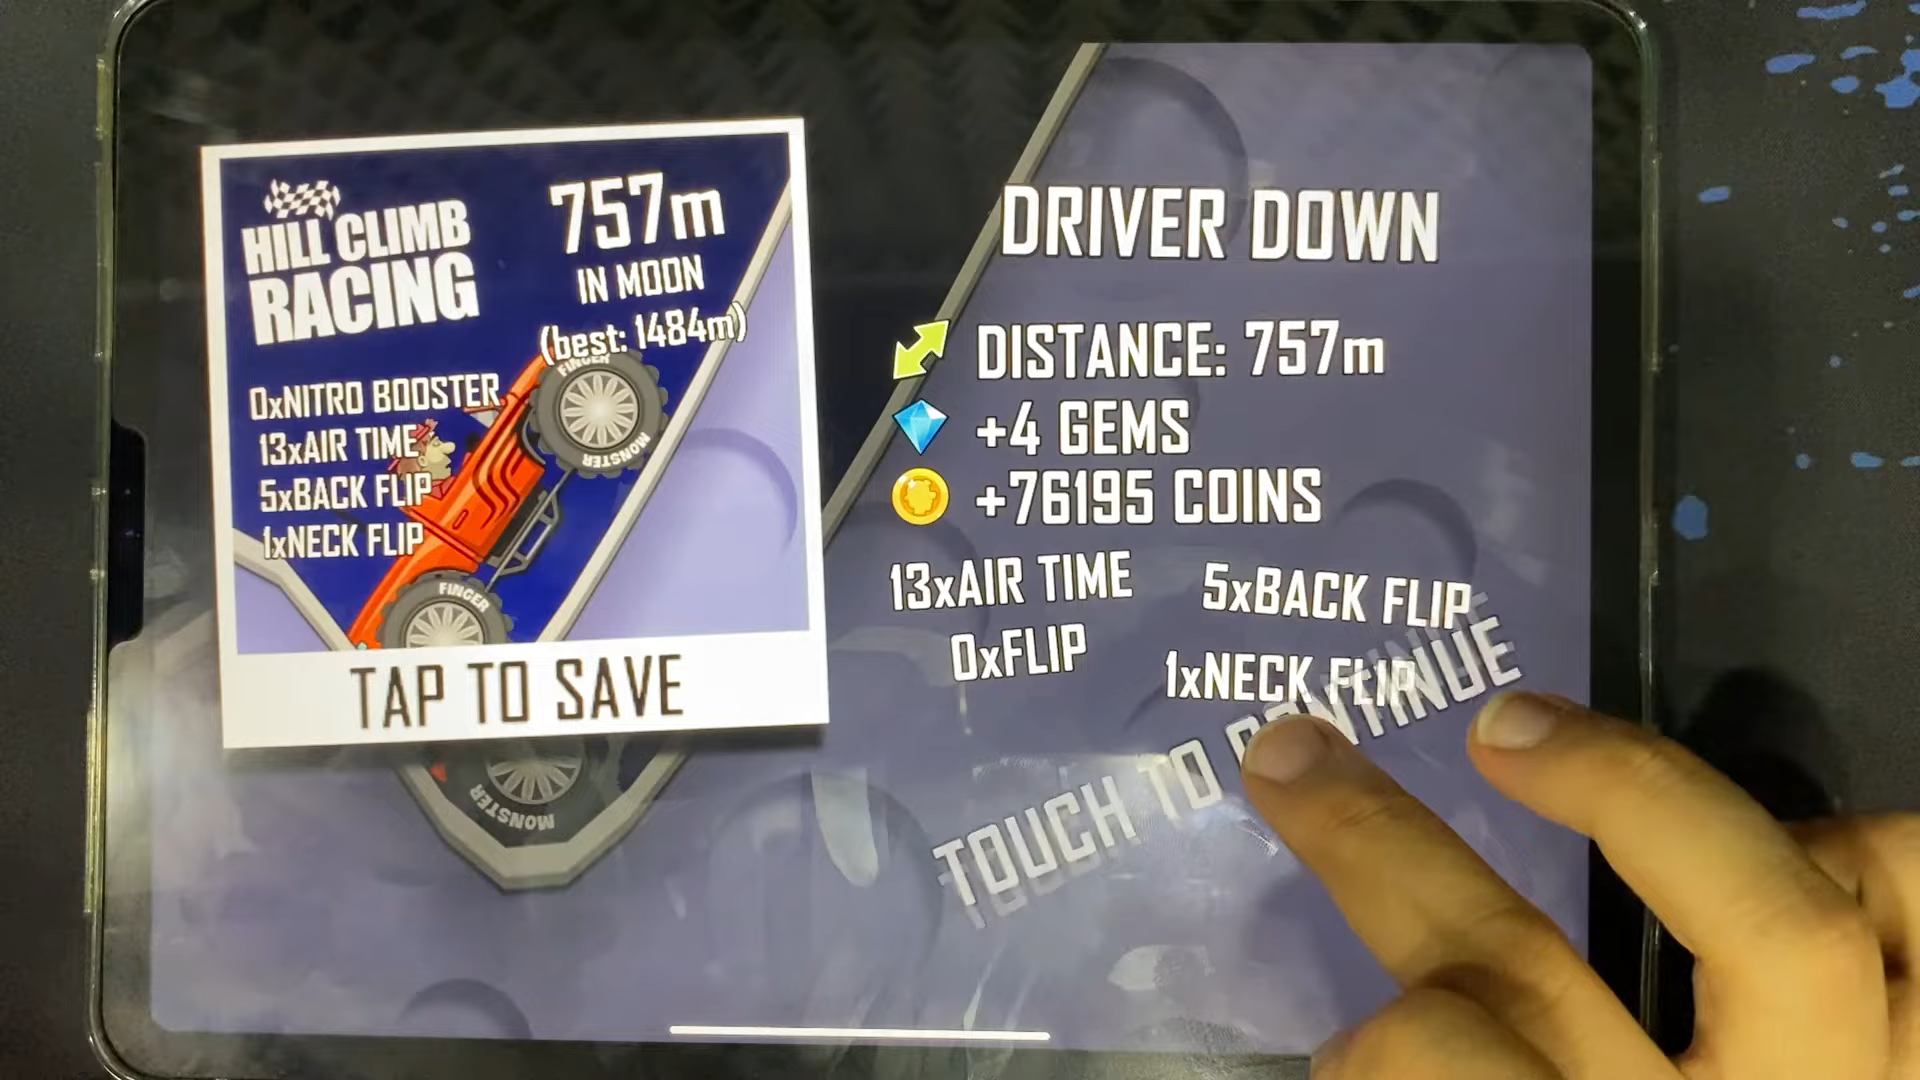 HILL CLIMB
RACING
757m
IN MOON
(best: 1484m)
0xNITRO BOOSTER
13xAIR TIME
5xBACK FLIP
1xNECK FLIP
FINGER
MONSTER
FINGER
TAP TO SAVE
MONSTER
DRIVER DOWN
DISTANCE: 757m
+4 GEMS
+76195 COINS
13xAIR TIME
5xBACK FLIP
0xFLIP
1xNECK FLIP
TOUCH TO CONTINUE